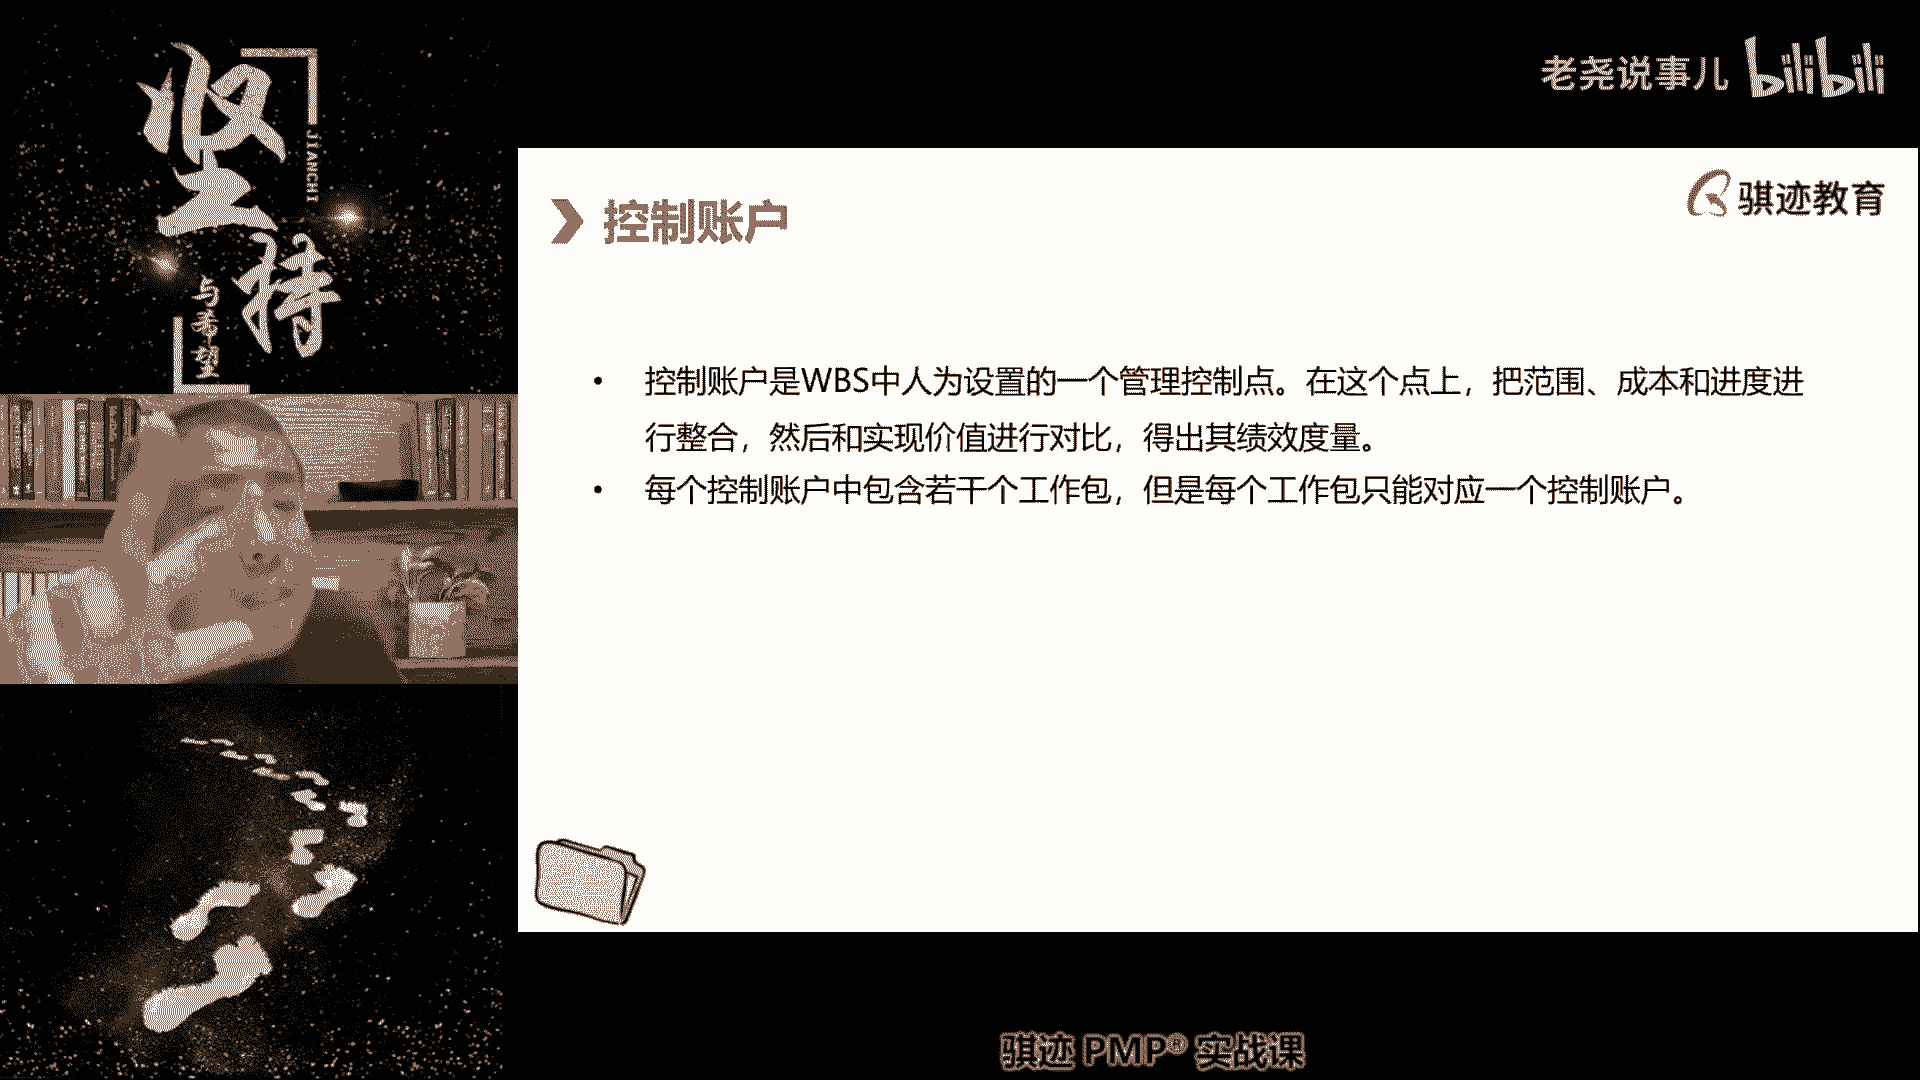 坚持
JIANCHI
与希望
老尧说事儿 bilibili
骐迹教育
控制账户
• 控制账户是WBS中人为设置的一个管理控制点。在这个点上，把范围、成本和进度进
行整合，然后和实现价值进行对比，得出其绩效度量。
• 每个控制账户中包含若干个工作包，但是每个工作包只能对应一个控制账户。
骐迹 PMP® 实战课